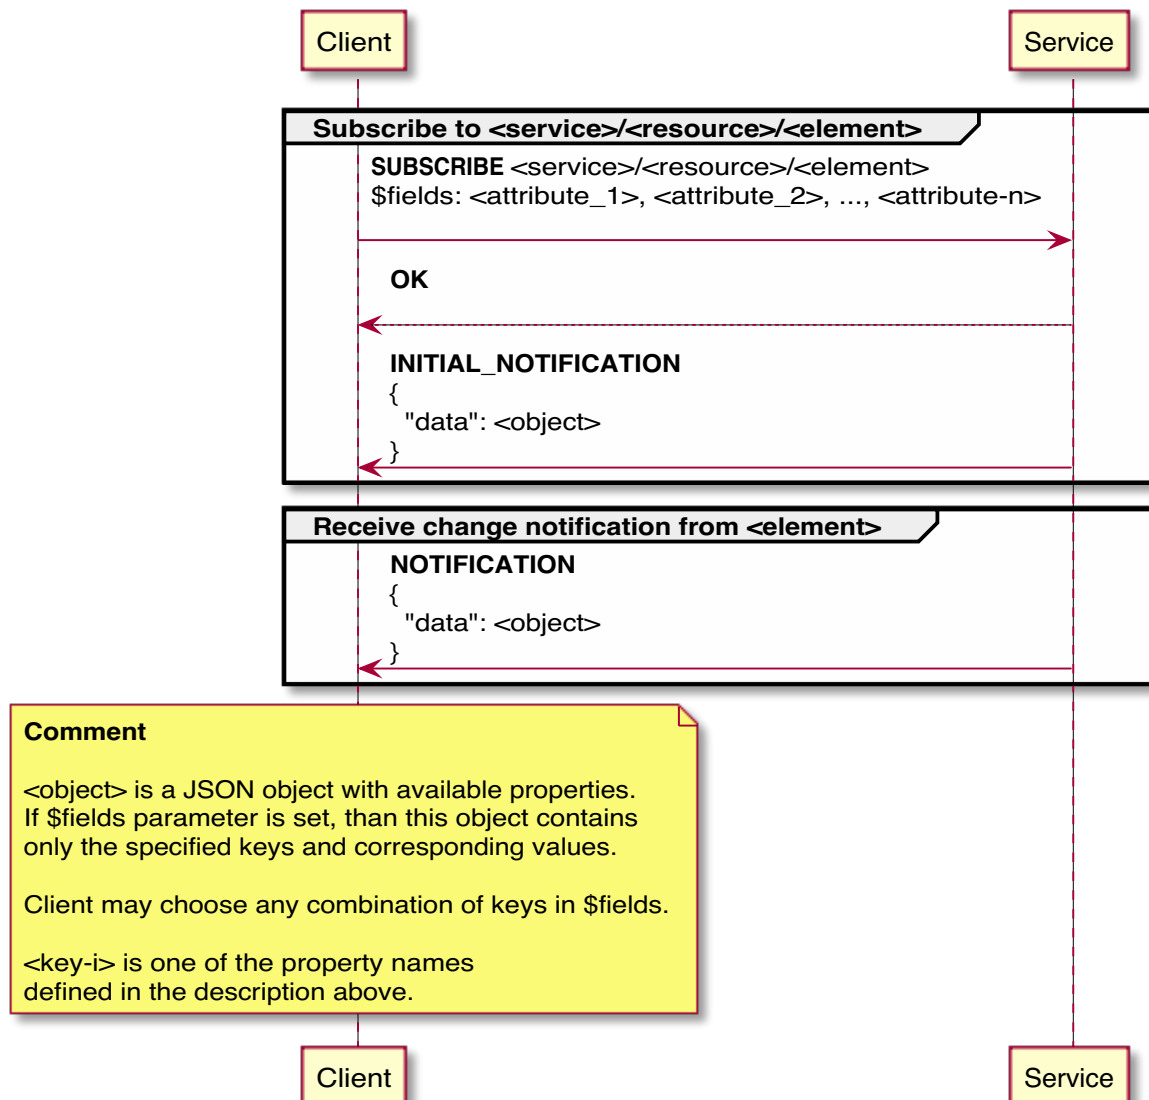 Client
Service
Subscribe to <service>/<resource>/<element>
SUBSCRIBE <service>/<resource>/<element>
$fields: <attribute_1>, <attribute_2>, ..., <attribute-n>
OK
INITIAL_NOTIFICATION
{
"data": <object>
}
Receive change notification from <element>
NOTIFICATION
{
"data": <object>
}
Comment
<object> is a JSON object with available properties.
If $fields parameter is set, than this object contains
only the specified keys and corresponding values.
Client may choose any combination of keys in $fields.
<key-i> is one of the property names
defined in the description above.
Client
Service